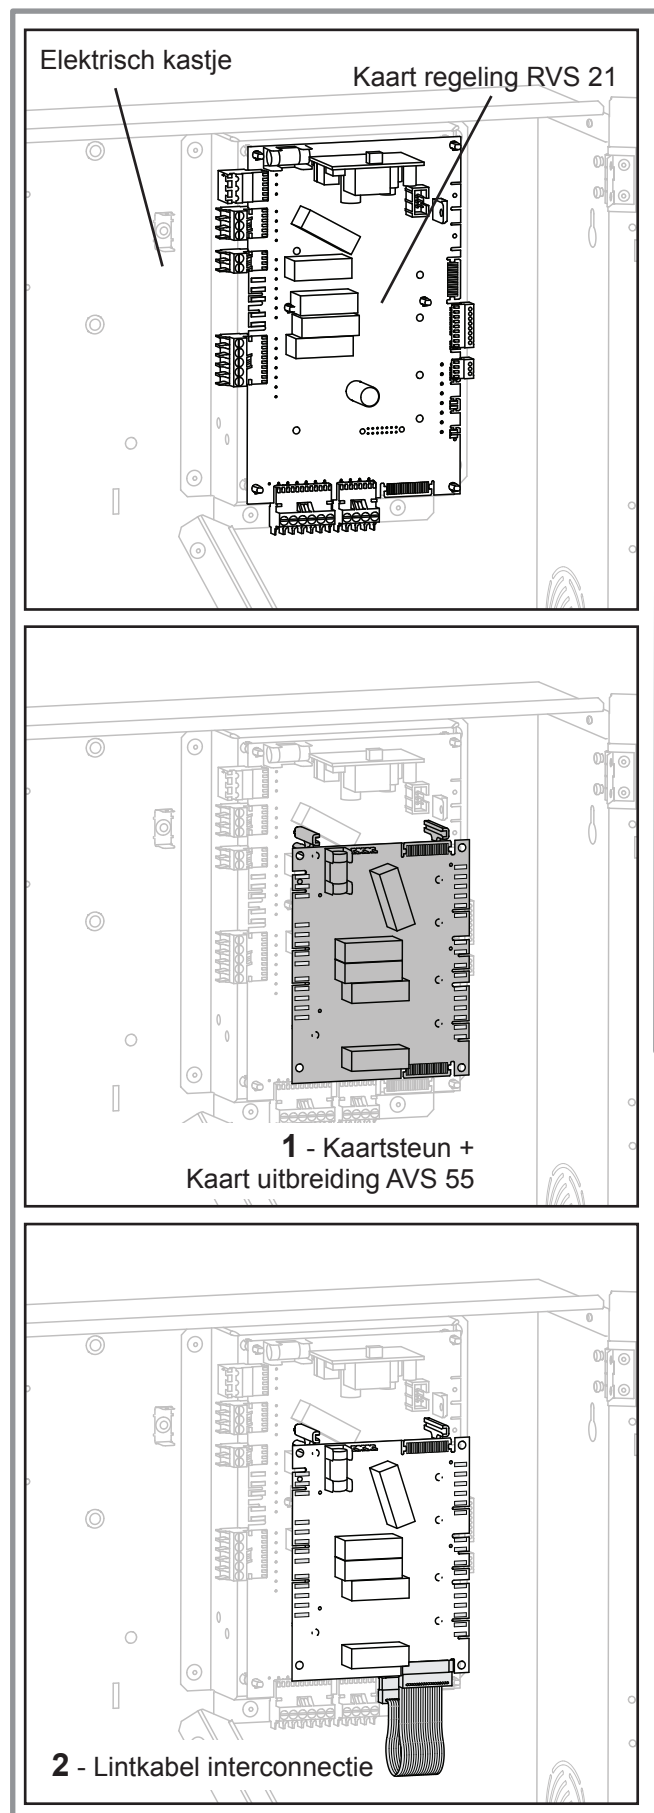 Elektrisch kastje
Kaart regeling RVS 21
1 - Kaartsteun +
Kaart uitbreiding AVS 55
2 - Lintkabel interconnectie